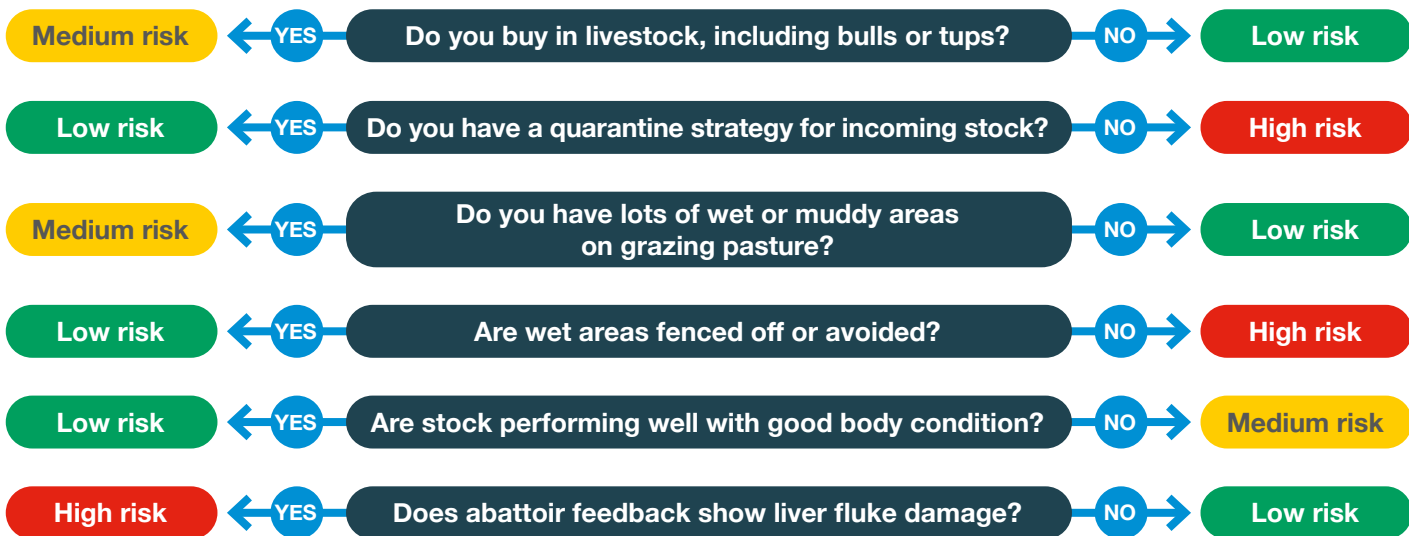 Medium risk YES Do you buy in livestock, including bulls or tups? NO Low risk
Low risk YES Do you have a quarantine strategy for incoming stock? NO High risk
Medium risk YES Do you have lots of wet or muddy areas
on grazing pasture? NO Low risk
Low risk YES Are wet areas fenced off or avoided? NO High risk
Low risk YES Are stock performing well with good body condition? NO Medium risk
High risk YES Does abattoir feedback show liver fluke damage? NO Low risk